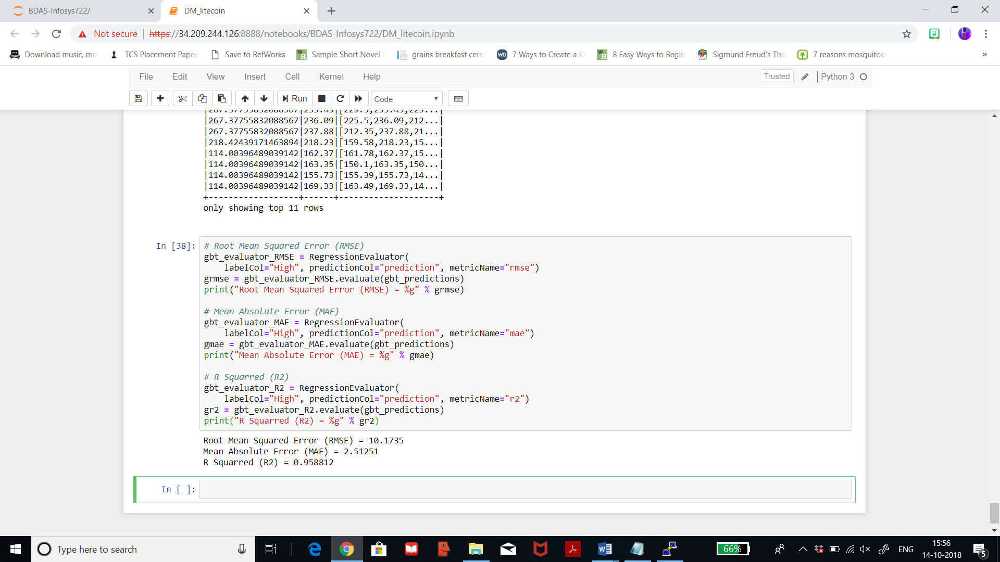 BDAS-Infosys722/
DM_litecoin
Not secure
https://34.209.244.126:8888/notebooks/BDAS-Infosys722/DM_litecoin.ipynb
Download music, mo
TCS Placement Paper
Save to RefWorks
Sample Short Novel
grains breakfast cere
7 Ways to Create a Ki
8 Easy Ways to Begin
Sigmund Freud's The
7 reasons mosquitoe
»
File Edit View Insert Cell Kernel Help
Trusted
Python 3
Run
Code
|267.37755832088567|235.45|[229.5,235.45,225...|
|267.37755832088567|236.09|[225.5,236.09,212...|
|267.37755832088567|237.88|[212.35,237.88,21...|
|218.42439171463894|218.23|[159.58,218.23,15...|
|114.00396489039142|162.37|[161.78,162.37,15...|
|114.00396489039142|163.35|[150.1,163.35,150...|
|114.00396489039142|155.73|[155.39,155.73,14...|
|114.00396489039142|169.33|[163.49,169.33,14...|
+------------------+------+--------------------+
only showing top 11 rows
In [38]:
# Root Mean Squared Error (RMSE)
gbt_evaluator_RMSE = RegressionEvaluator(
    labelCol="High", predictionCol="prediction", metricName="rmse")
grmse = gbt_evaluator_RMSE.evaluate(gbt_predictions)
print("Root Mean Squared Error (RMSE) = %g" % grmse)
# Mean Absolute Error (MAE)
gbt_evaluator_MAE = RegressionEvaluator(
    labelCol="High", predictionCol="prediction", metricName="mae")
gmae = gbt_evaluator_MAE.evaluate(gbt_predictions)
print("Mean Absolute Error (MAE) = %g" % gmae)
# R Squarred (R2)
gbt_evaluator_R2 = RegressionEvaluator(
    labelCol="High", predictionCol="prediction", metricName="r2")
gr2 = gbt_evaluator_R2.evaluate(gbt_predictions)
print("R Squarred (R2) = %g" % gr2)
Root Mean Squared Error (RMSE) = 10.1735
Mean Absolute Error (MAE) = 2.51251
R Squarred (R2) = 0.958812
In [ ]:
Type here to search
66%
ENG
15:56
14-10-2018
5